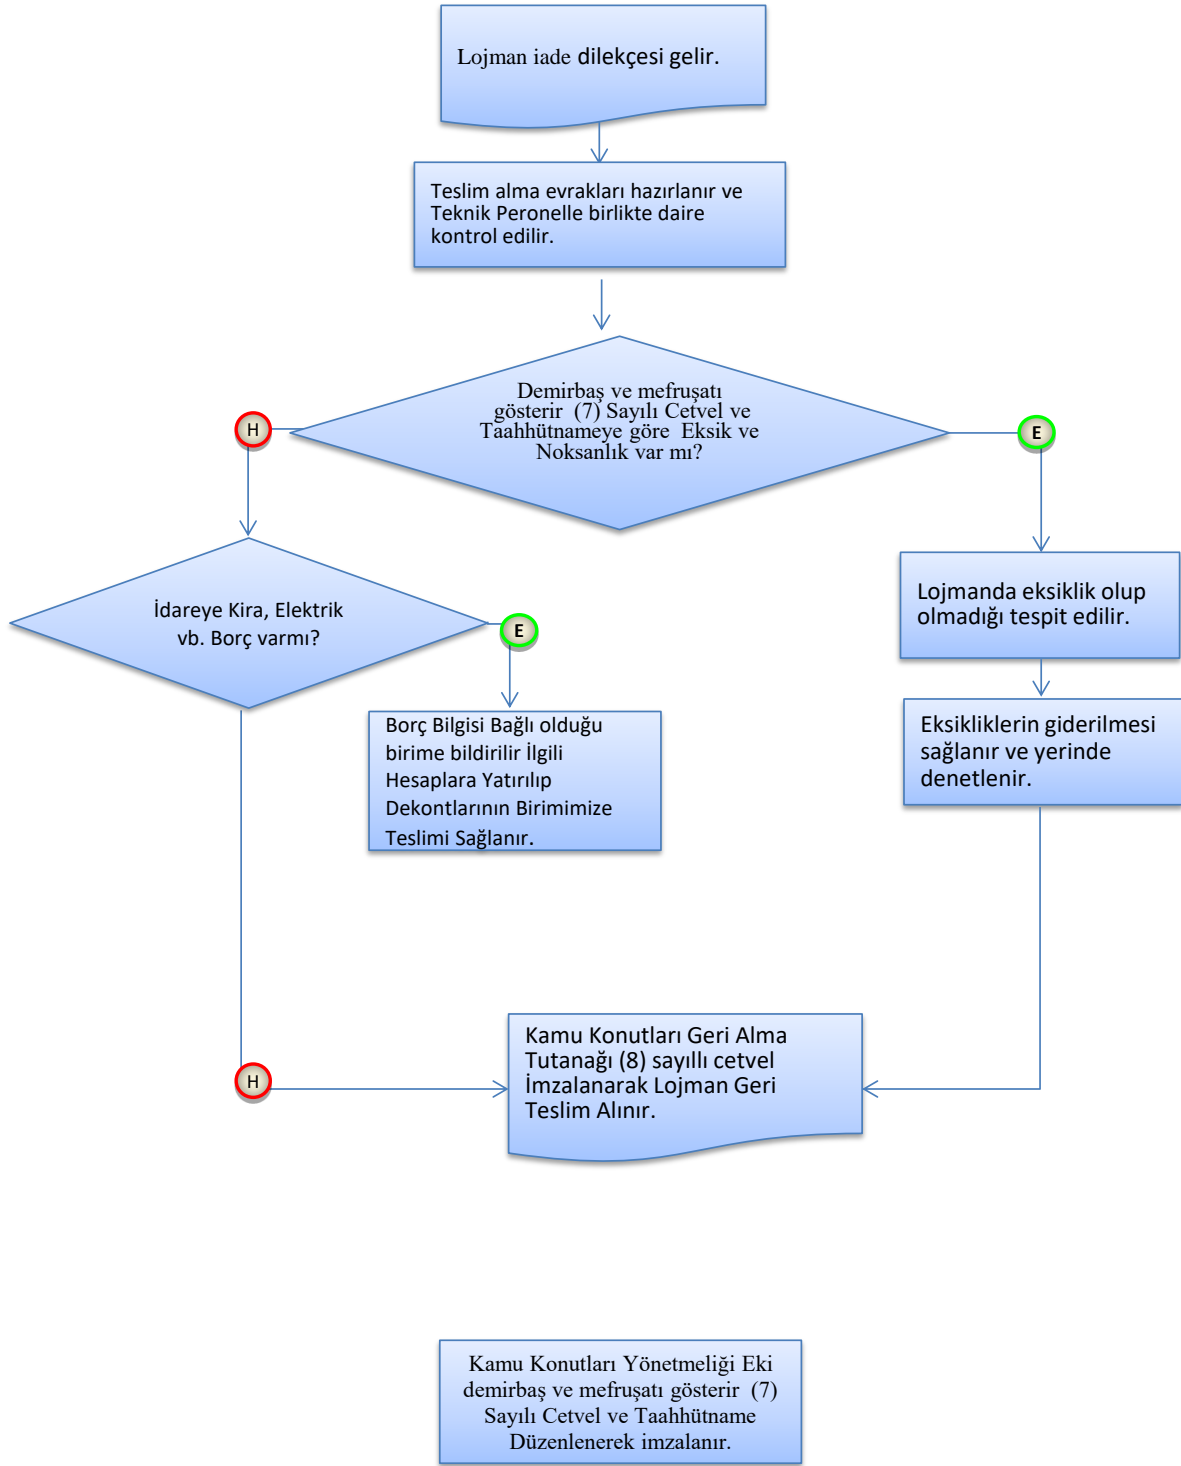 Lojman iade dilekçesi gelir.
Teslim alma evrakları hazırlanır ve
Teknik Peronelle birlikte daire
kontrol edilir.
Demirbaş ve mefruşatı
gösterir (7) Sayılı Cetvel ve
Taahhütnameye göre Eksik ve
Noksanlık var mı?
H
E
İdareye Kira, Elektrik
vb. Borç varmı?
E
Lojmanda eksiklik olup
olmadığı tespit edilir.
Borç Bilgisi Bağlı olduğu
birime bildirilir İlgili
Hesaplara Yatırılıp
Dekontlarının Birimimize
Teslimi Sağlanır.
Eksikliklerin giderilmesi
sağlanır ve yerinde
denetlenir.
H
Kamu Konutları Geri Alma
Tutanağı (8) sayıllı cetvel
İmzalanarak Lojman Geri
Teslim Alınır.
Kamu Konutları Yönetmeliği Eki
demirbaş ve mefruşatı gösterir (7)
Sayılı Cetvel ve Taahhütname
Düzenlenerek imzalanır.